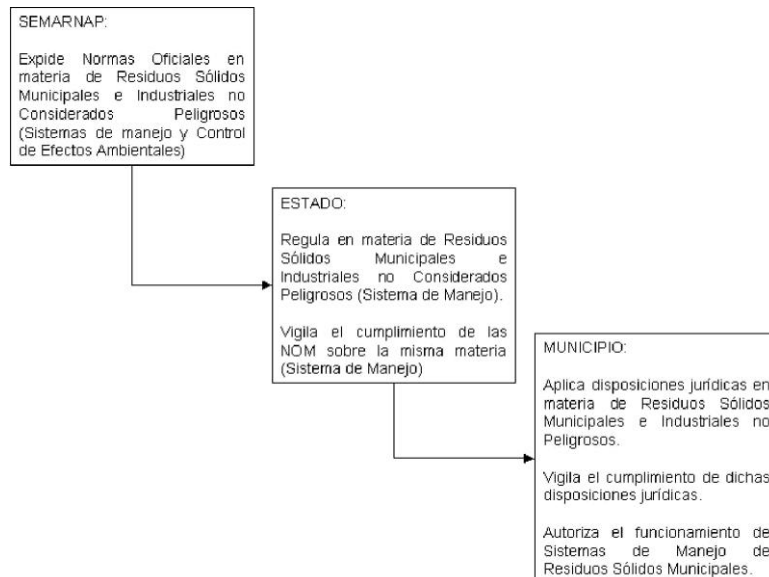 SEMARNAP:
Expide Normas Oficiales en
materia de Residuos Sólidos
Municipales e Industriales no
Considerados Peligrosos
(Sistemas de manejo y Control
de Efectos Ambientales)
ESTADO:
Regula en materia de Residuos
Sólidos Municipales e
Industriales no Considerados
Peligrosos (Sistema de Manejo).
Vigila el cumplimiento de las
NOM sobre la misma materia
(Sistema de Manejo)
MUNICIPIO:
Aplica disposiciones jurídicas en
materia de Residuos Sólidos
Municipales e Industriales no
Peligrosos.
Vigila el cumplimiento de dichas
disposiciones jurídicas.
Autoriza el funcionamiento de
Sistemas de Manejo de
Residuos Sólidos Municipales.